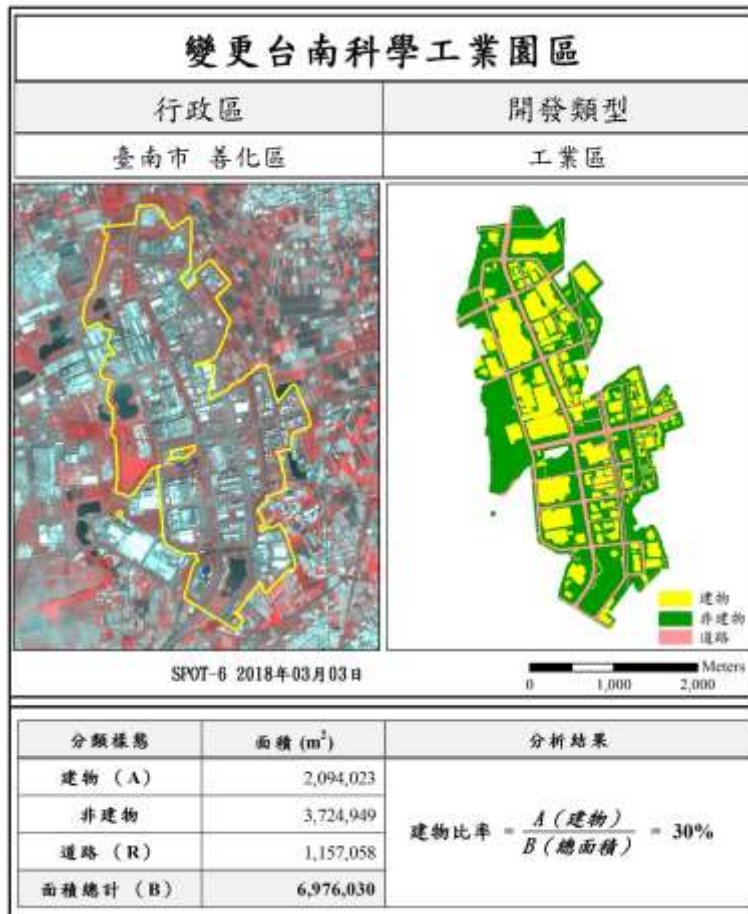 變更台南科學工業園區
行政區 開發類型
臺南市 善化區 工業區
建物
非建物
道路
SPOT-6 2018年03月03日
Meters
0 1,000 2,000
分類樣態 面積 (m²) 分析結果
建物 (A) 2,094,023
非建物 3,724,949
建物比率 = A(建物) / B(總面積) = 30%
道路 (R) 1,157,058
面積總計 (B) 6,976,030